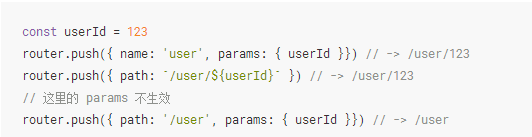 const userId = 123
router.push({ name: 'user', params: { userId }}) // -> /user/123
router.push({ path: `/user/${userId}` }) // -> /user/123
// 这里的 params 不生效
router.push({ path: '/user', params: { userId }}) // -> /user